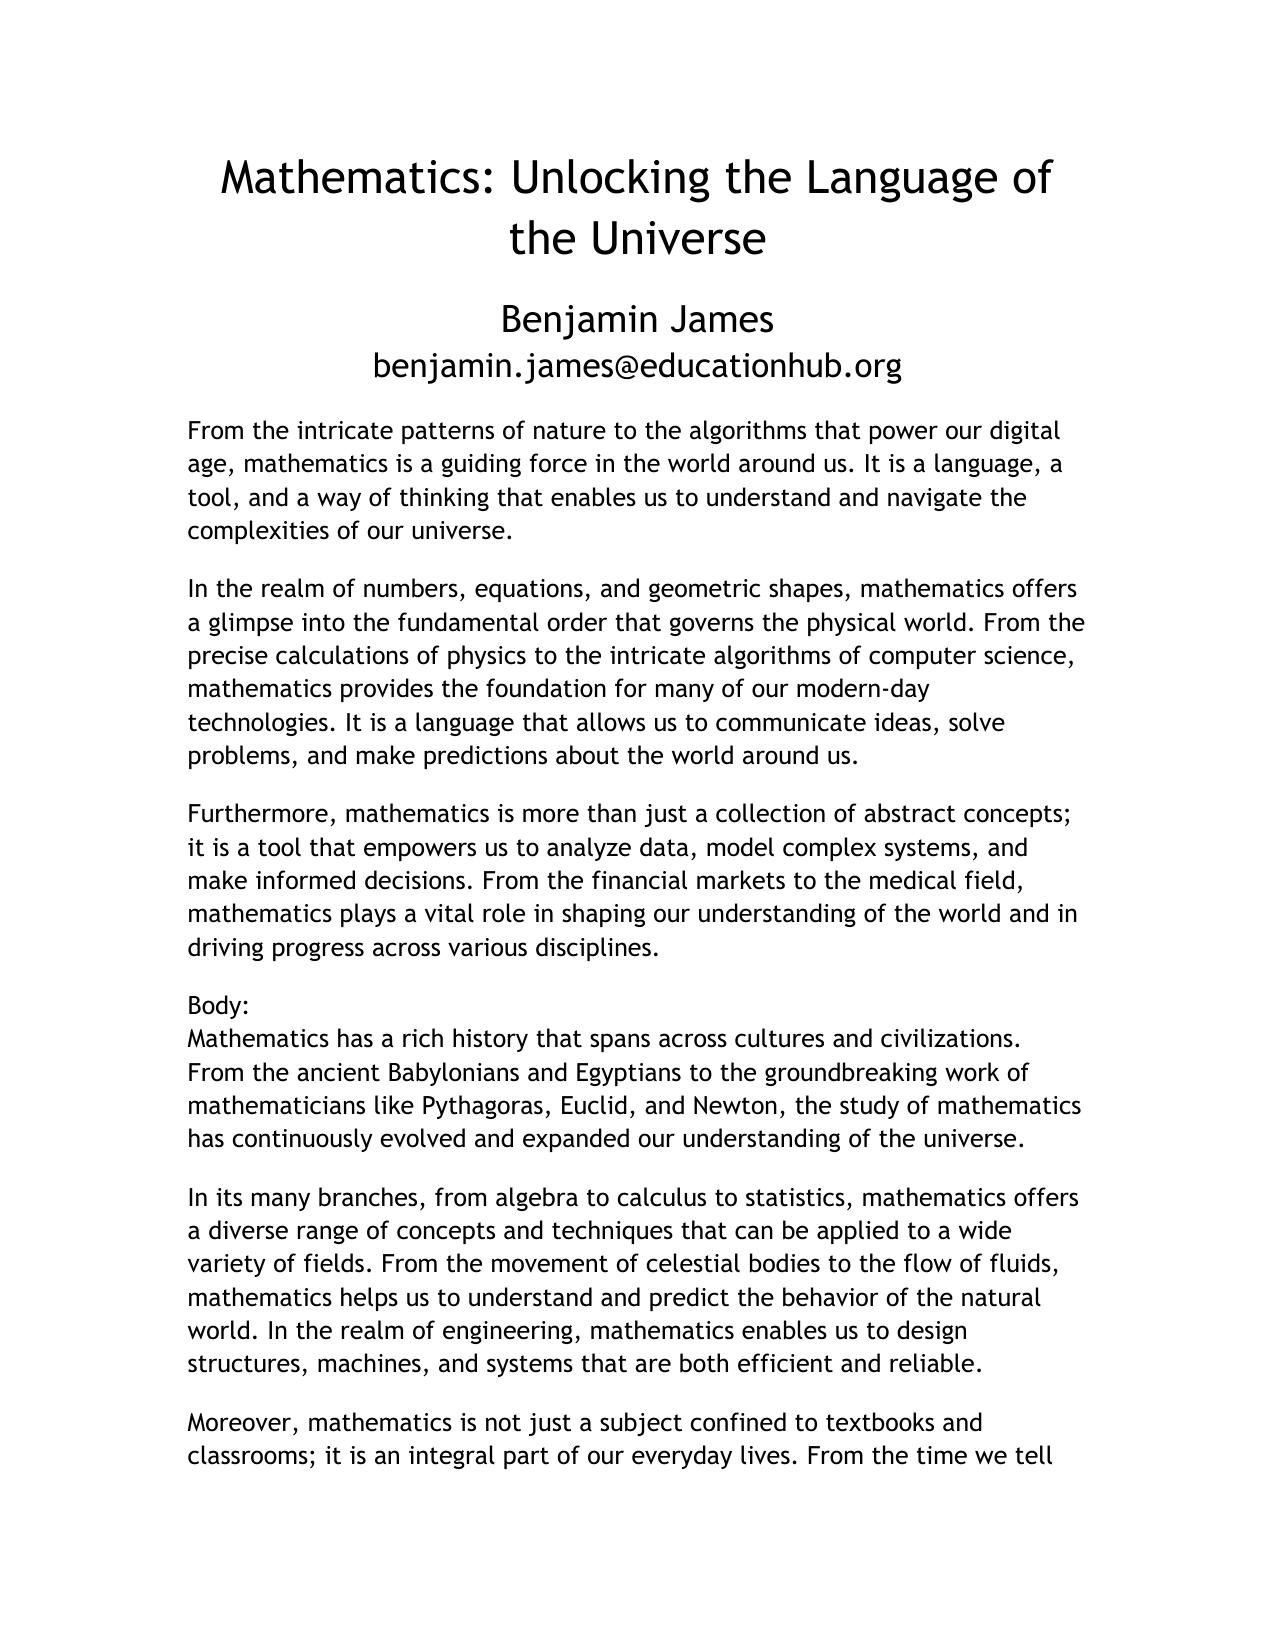 Mathematics: Unlocking the Language of
the Universe
Benjamin James
benjamin.james@educationhub.org
From the intricate patterns of nature to the algorithms that power our digital
age, mathematics is a guiding force in the world around us. It is a language, a
tool, and a way of thinking that enables us to understand and navigate the
complexities of our universe.
In the realm of numbers, equations, and geometric shapes, mathematics offers
a glimpse into the fundamental order that governs the physical world. From the
precise calculations of physics to the intricate algorithms of computer science,
mathematics provides the foundation for many of our modern-day
technologies. It is a language that allows us to communicate ideas, solve
problems, and make predictions about the world around us.
Furthermore, mathematics is more than just a collection of abstract concepts;
it is a tool that empowers us to analyze data, model complex systems, and
make informed decisions. From the financial markets to the medical field,
mathematics plays a vital role in shaping our understanding of the world and in
driving progress across various disciplines.
Body:
Mathematics has a rich history that spans across cultures and civilizations.
From the ancient Babylonians and Egyptians to the groundbreaking work of
mathematicians like Pythagoras, Euclid, and Newton, the study of mathematics
has continuously evolved and expanded our understanding of the universe.
In its many branches, from algebra to calculus to statistics, mathematics offers
a diverse range of concepts and techniques that can be applied to a wide
variety of fields. From the movement of celestial bodies to the flow of fluids,
mathematics helps us to understand and predict the behavior of the natural
world. In the realm of engineering, mathematics enables us to design
structures, machines, and systems that are both efficient and reliable.
Moreover, mathematics is not just a subject confined to textbooks and
classrooms; it is an integral part of our everyday lives. From the time we tell